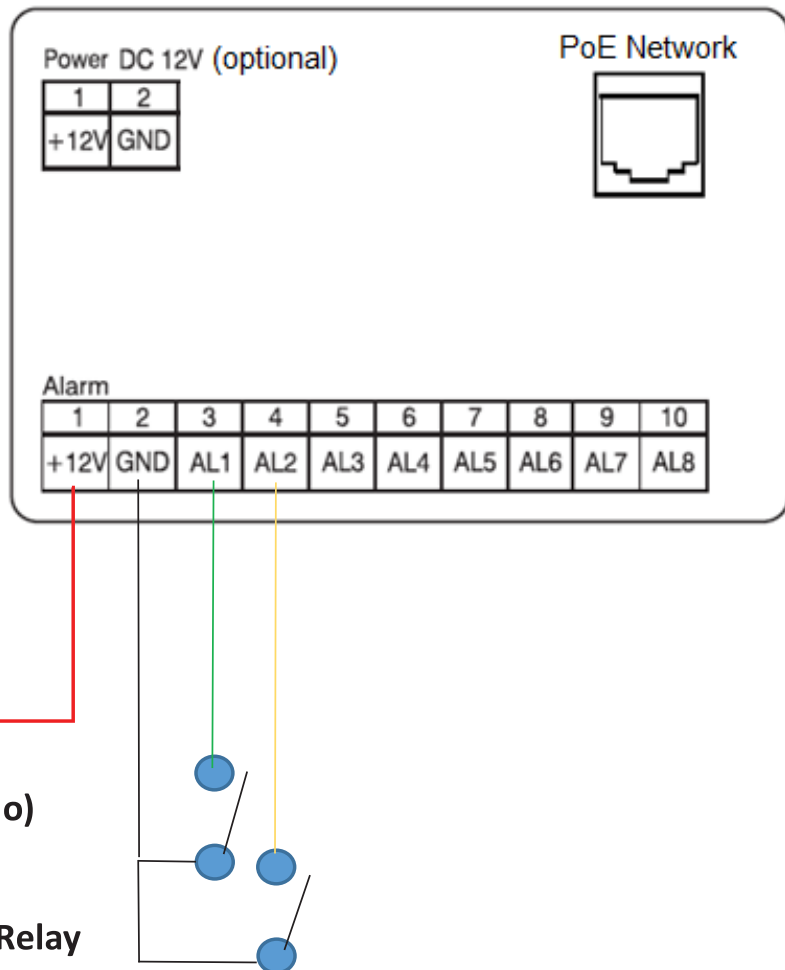 PoE Network
Power DC 12V (optional)
1 2
+12V GND
Alarm
1 2 3 4 5 6 7 8 9 10
+12V GND AL1 AL2 AL3 AL4 AL5 AL6 AL7 AL8
o)
Relay